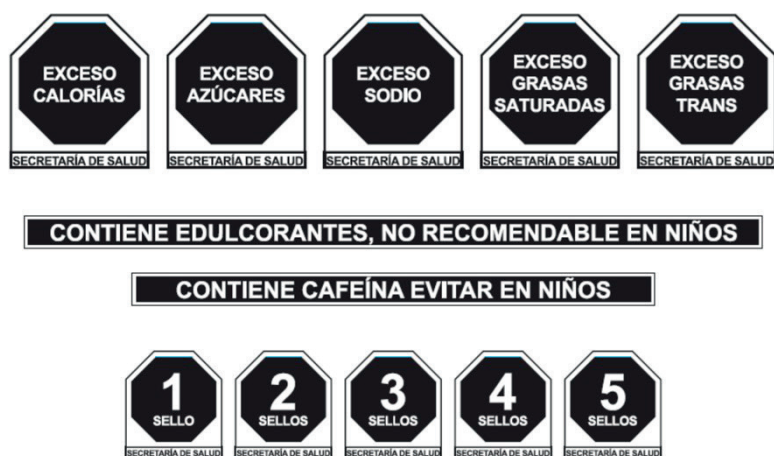 EXCESO
CALORÍAS
SECRETARÍA DE SALUD
EXCESO
AZÚCARES
SECRETARÍA DE SALUD
EXCESO
SODIO
SECRETARÍA DE SALUD
EXCESO
GRASAS
SATURADAS
SECRETARÍA DE SALUD
EXCESO
GRASAS
TRANS
SECRETARÍA DE SALUD
CONTIENE EDULCORANTES, NO RECOMENDABLE EN NIÑOS
CONTIENE CAFEÍNA EVITAR EN NIÑOS
1
SELLO
SECRETARÍA DE SALUD
2
SELLOS
SECRETARÍA DE SALUD
3
SELLOS
SECRETARÍA DE SALUD
4
SELLOS
SECRETARÍA DE SALUD
5
SELLOS
SECRETARÍA DE SALUD